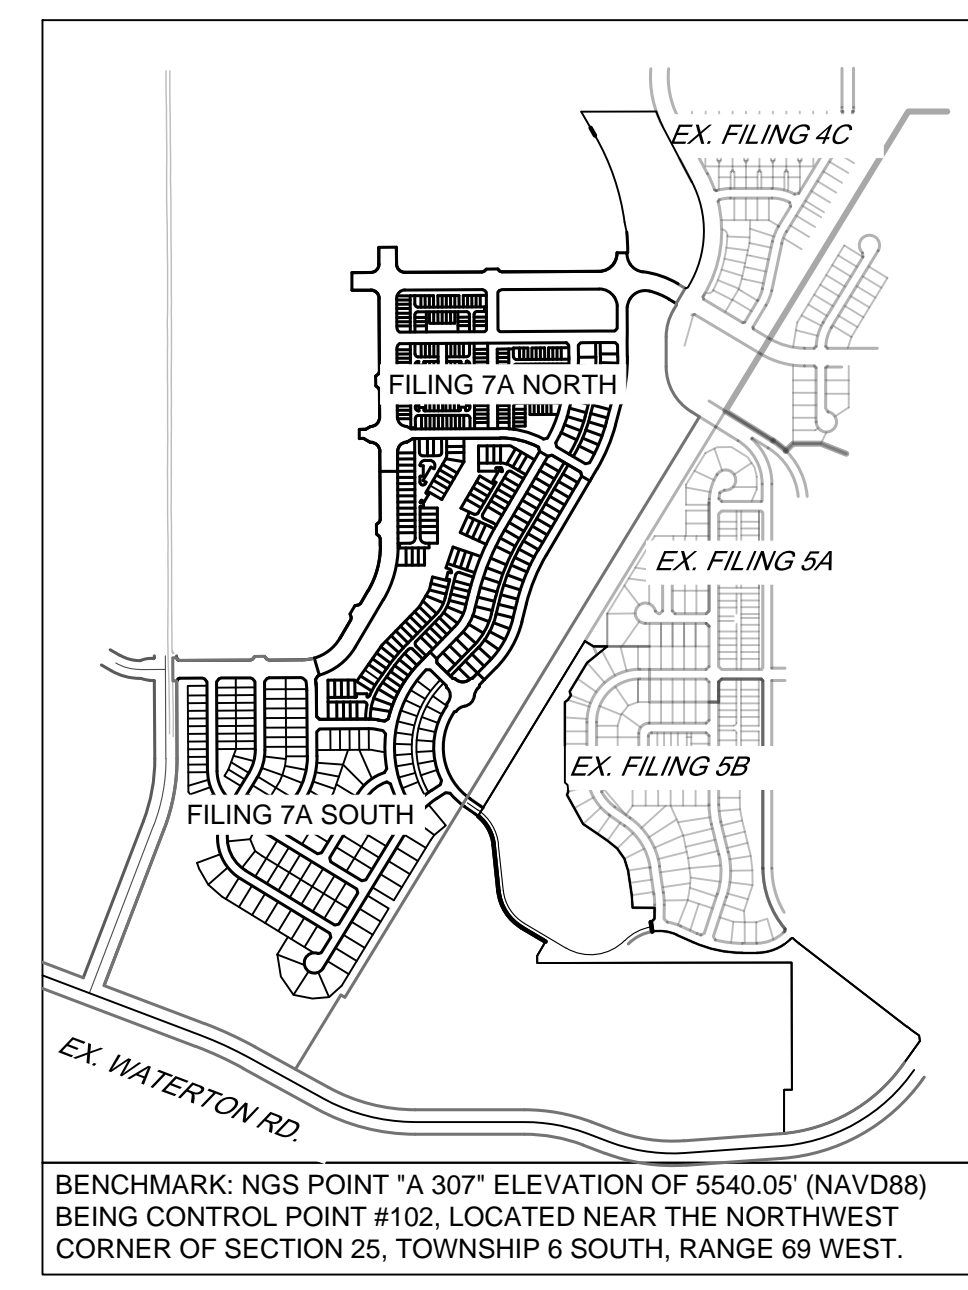 EX. FILING 4C
FILING 7A NORTH
EX. FILING 5A
EX. FILING 5B
FILING 7A SOUTH
EX. WATERTON RD.
BENCHMARK: NGS POINT "A 307" ELEVATION OF 5540.05' (NAVD88)
BEING CONTROL POINT #102, LOCATED NEAR THE NORTHWEST
CORNER OF SECTION 25, TOWNSHIP 6 SOUTH, RANGE 69 WEST.